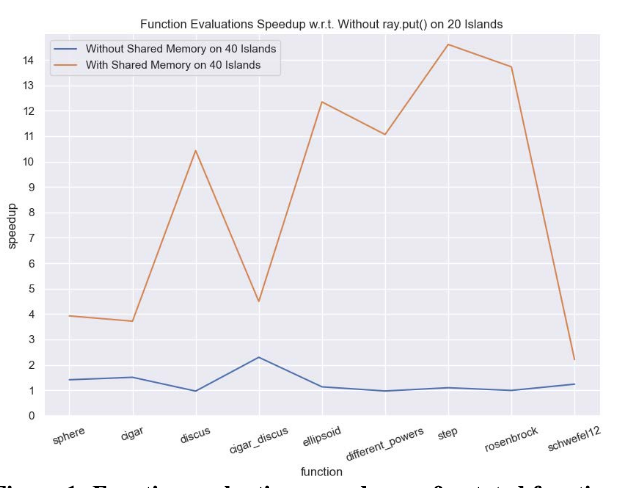 Function Evaluations Speedup w.r.t. Without ray.put() on 20 Islands
Without Shared Memory on 40 Islands
With Shared Memory on 40 Islands
14
13
12
11
10
9
8
7
6
5
4
3
2
1
0
speedup
sphere
cigar
discus
cigar_discus
ellipsoid
different_powers
step
rosenbrock
schwefel12
function